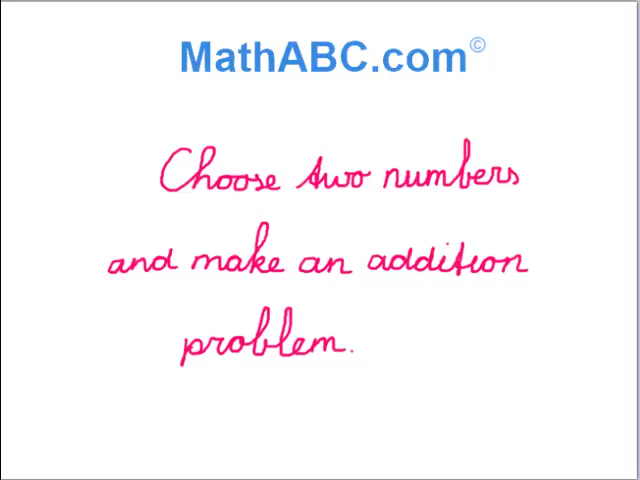 MathABC.com©
Choose two numbers
and make an addition
problem.